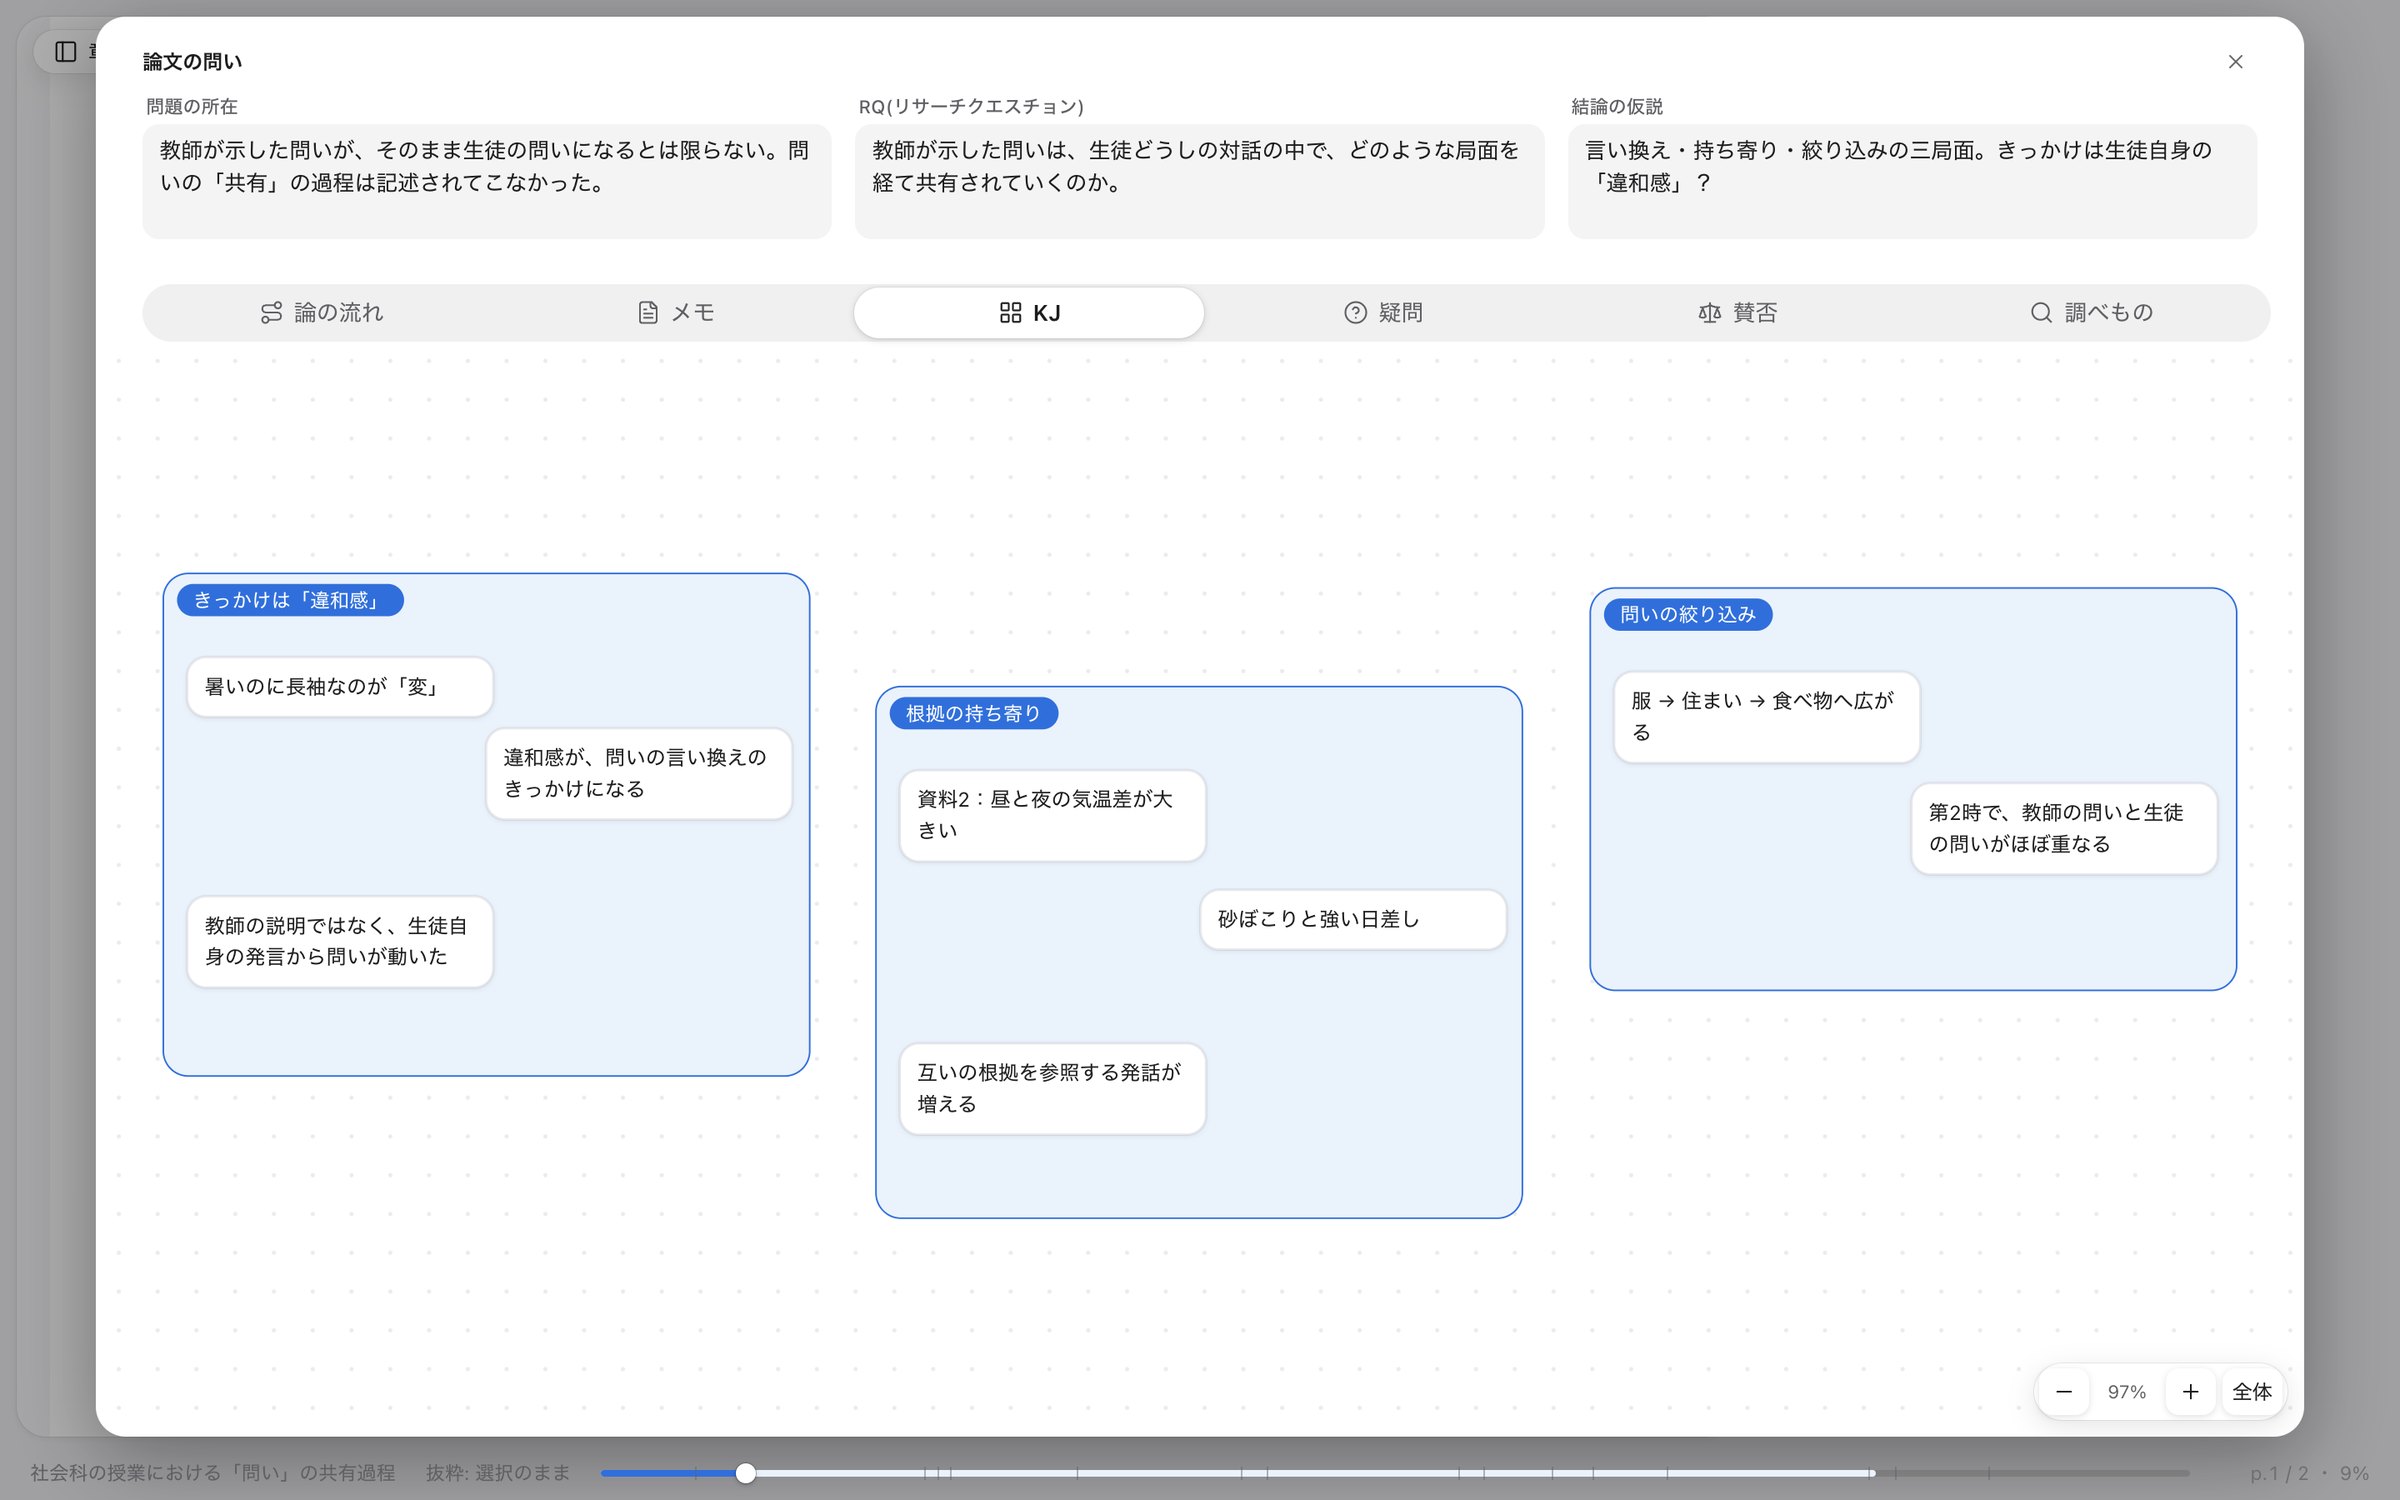 論文の問い
問題の所在
教師が示した問いが、そのまま生徒の問いになるとは限らない。問
いの「共有」の過程は記述されてこなかった。
RQ(リサーチクエスチョン)
教師が示した問いは、生徒どうしの対話の中で、どのような局面を
経て共有されていくのか。
結論の仮説
言い換え・持ち寄り・絞り込みの三局面。きっかけは生徒自身の
「違和感」？
論の流れ
メモ
KJ
疑問
賛否
調べもの
きっかけは「違和感」
暑いのに長袖なのが「変」
違和感が、問いの言い換えの
きっかけになる
教師の説明ではなく、生徒自
身の発言から問いが動いた
根拠の持ち寄り
資料2：昼と夜の気温差が大
きい
砂ぼこりと強い日差し
互いの根拠を参照する発話が
増える
問いの絞り込み
服 → 住まい → 食べ物へ広が
る
第2時で、教師の問いと生徒
の問いがほぼ重なる
97%
全体
社会科の授業における「問い」の共有過程
抜粋: 選択のまま
p.1 / 2 ・ 9%